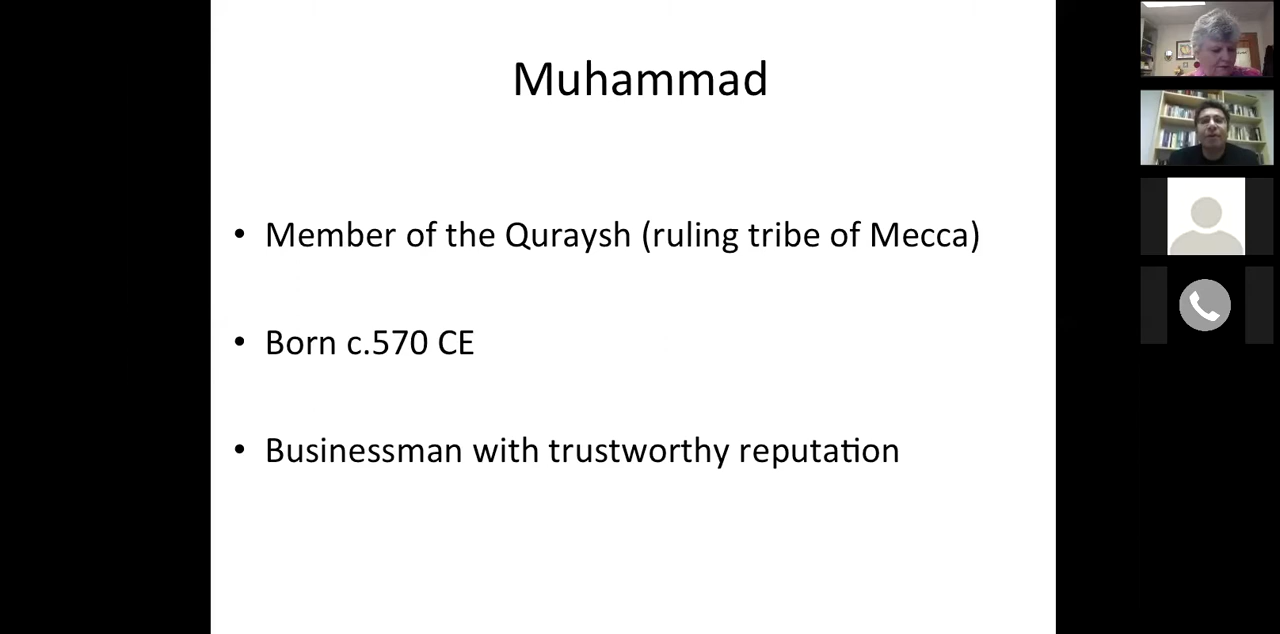 Muhammad
• Member of the Quraysh (ruling tribe of Mecca)
• Born c.570 CE
• Businessman with trustworthy reputation